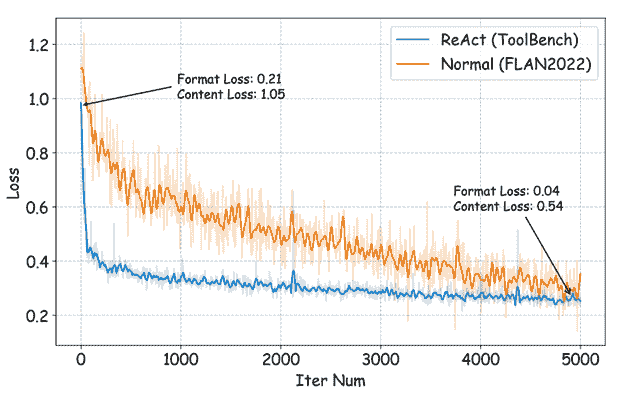 ReAct (ToolBench)
Normal (FLAN2022)
Format Loss: 0.21
Content Loss: 1.05
Format Loss: 0.04
Content Loss: 0.54
Loss
1.2
1.0
0.8
0.6
0.4
0.2
0
1000
2000
3000
4000
5000
Iter Num